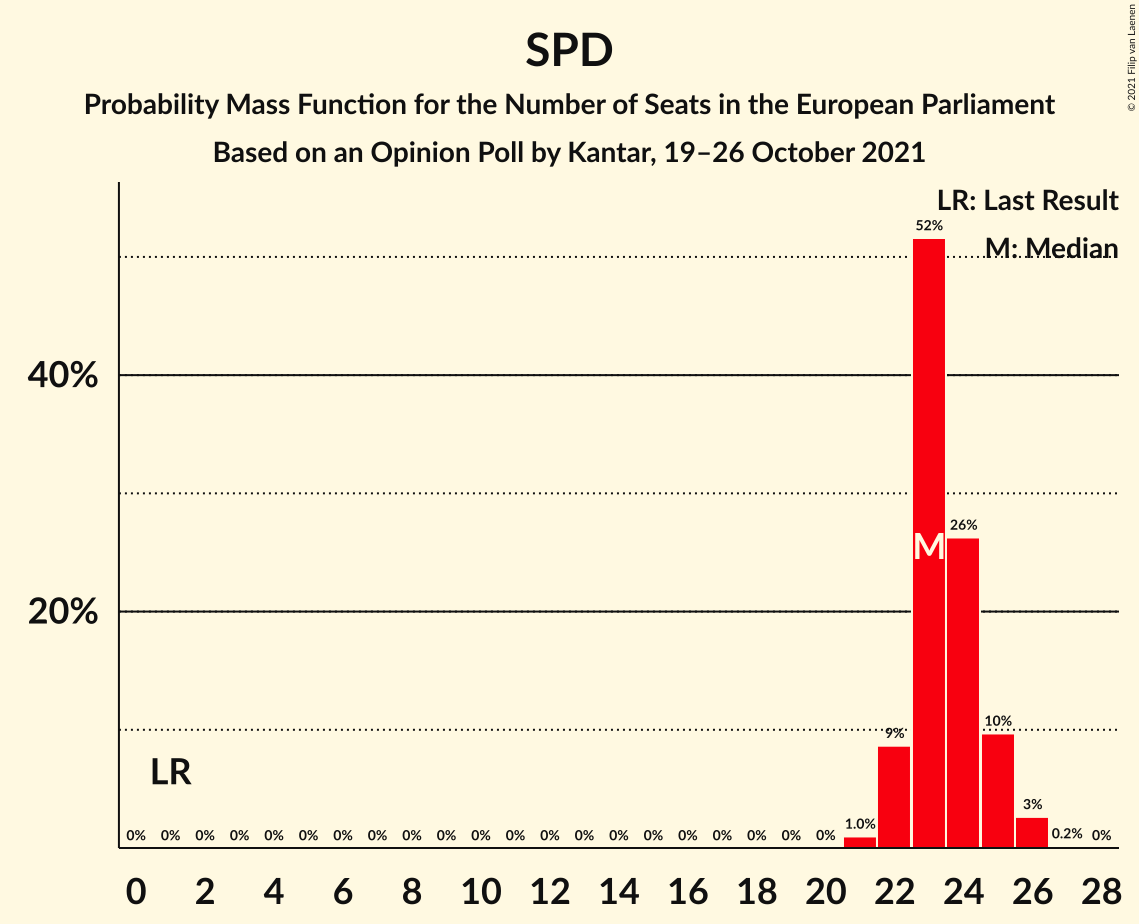 SPD
Probability Mass Function for the Number of Seats in the European Parliament
Based on an Opinion Poll by Kantar, 19–26 October 2021
© 2021 Filip van Laenen
LR: Last Result
M: Median
52%
40%
26%
M
20%
10%
9%
LR
3%
1.0%
0% 0% 0% 0% 0% 0% 0% 0% 0% 0% 0% 0% 0% 0% 0% 0% 0% 0% 0% 0% 0% 0.2% 0%
0 2 4 6 8 10 12 14 16 18 20 22 24 26 28